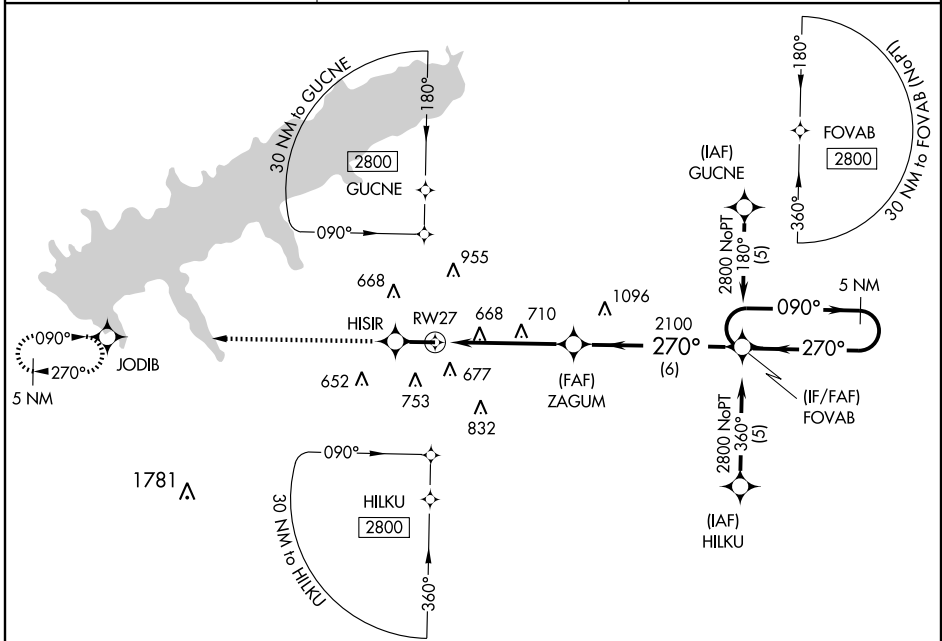 30 NM to GUCNE
180°
2800
GUCNE
090°
180°
FOVAB
2800
360°
30 NM to FOVAB (NoPT)
(IAF)
GUCNE
2800 NoPT
180°
(5)
955
668
1096
090°
5 NM
HISIR
RW27
668
710
2100
270°
(6)
270°
090°
270°
JODIB
5 NM
652
753
677
832
(FAF)
ZAGUM
(IF/FAF)
FOVAB
2800 NoPT
360°
(5)
(IAF)
HILKU
1781
090°
HILKU
2800
30 NM to HILKU
360°